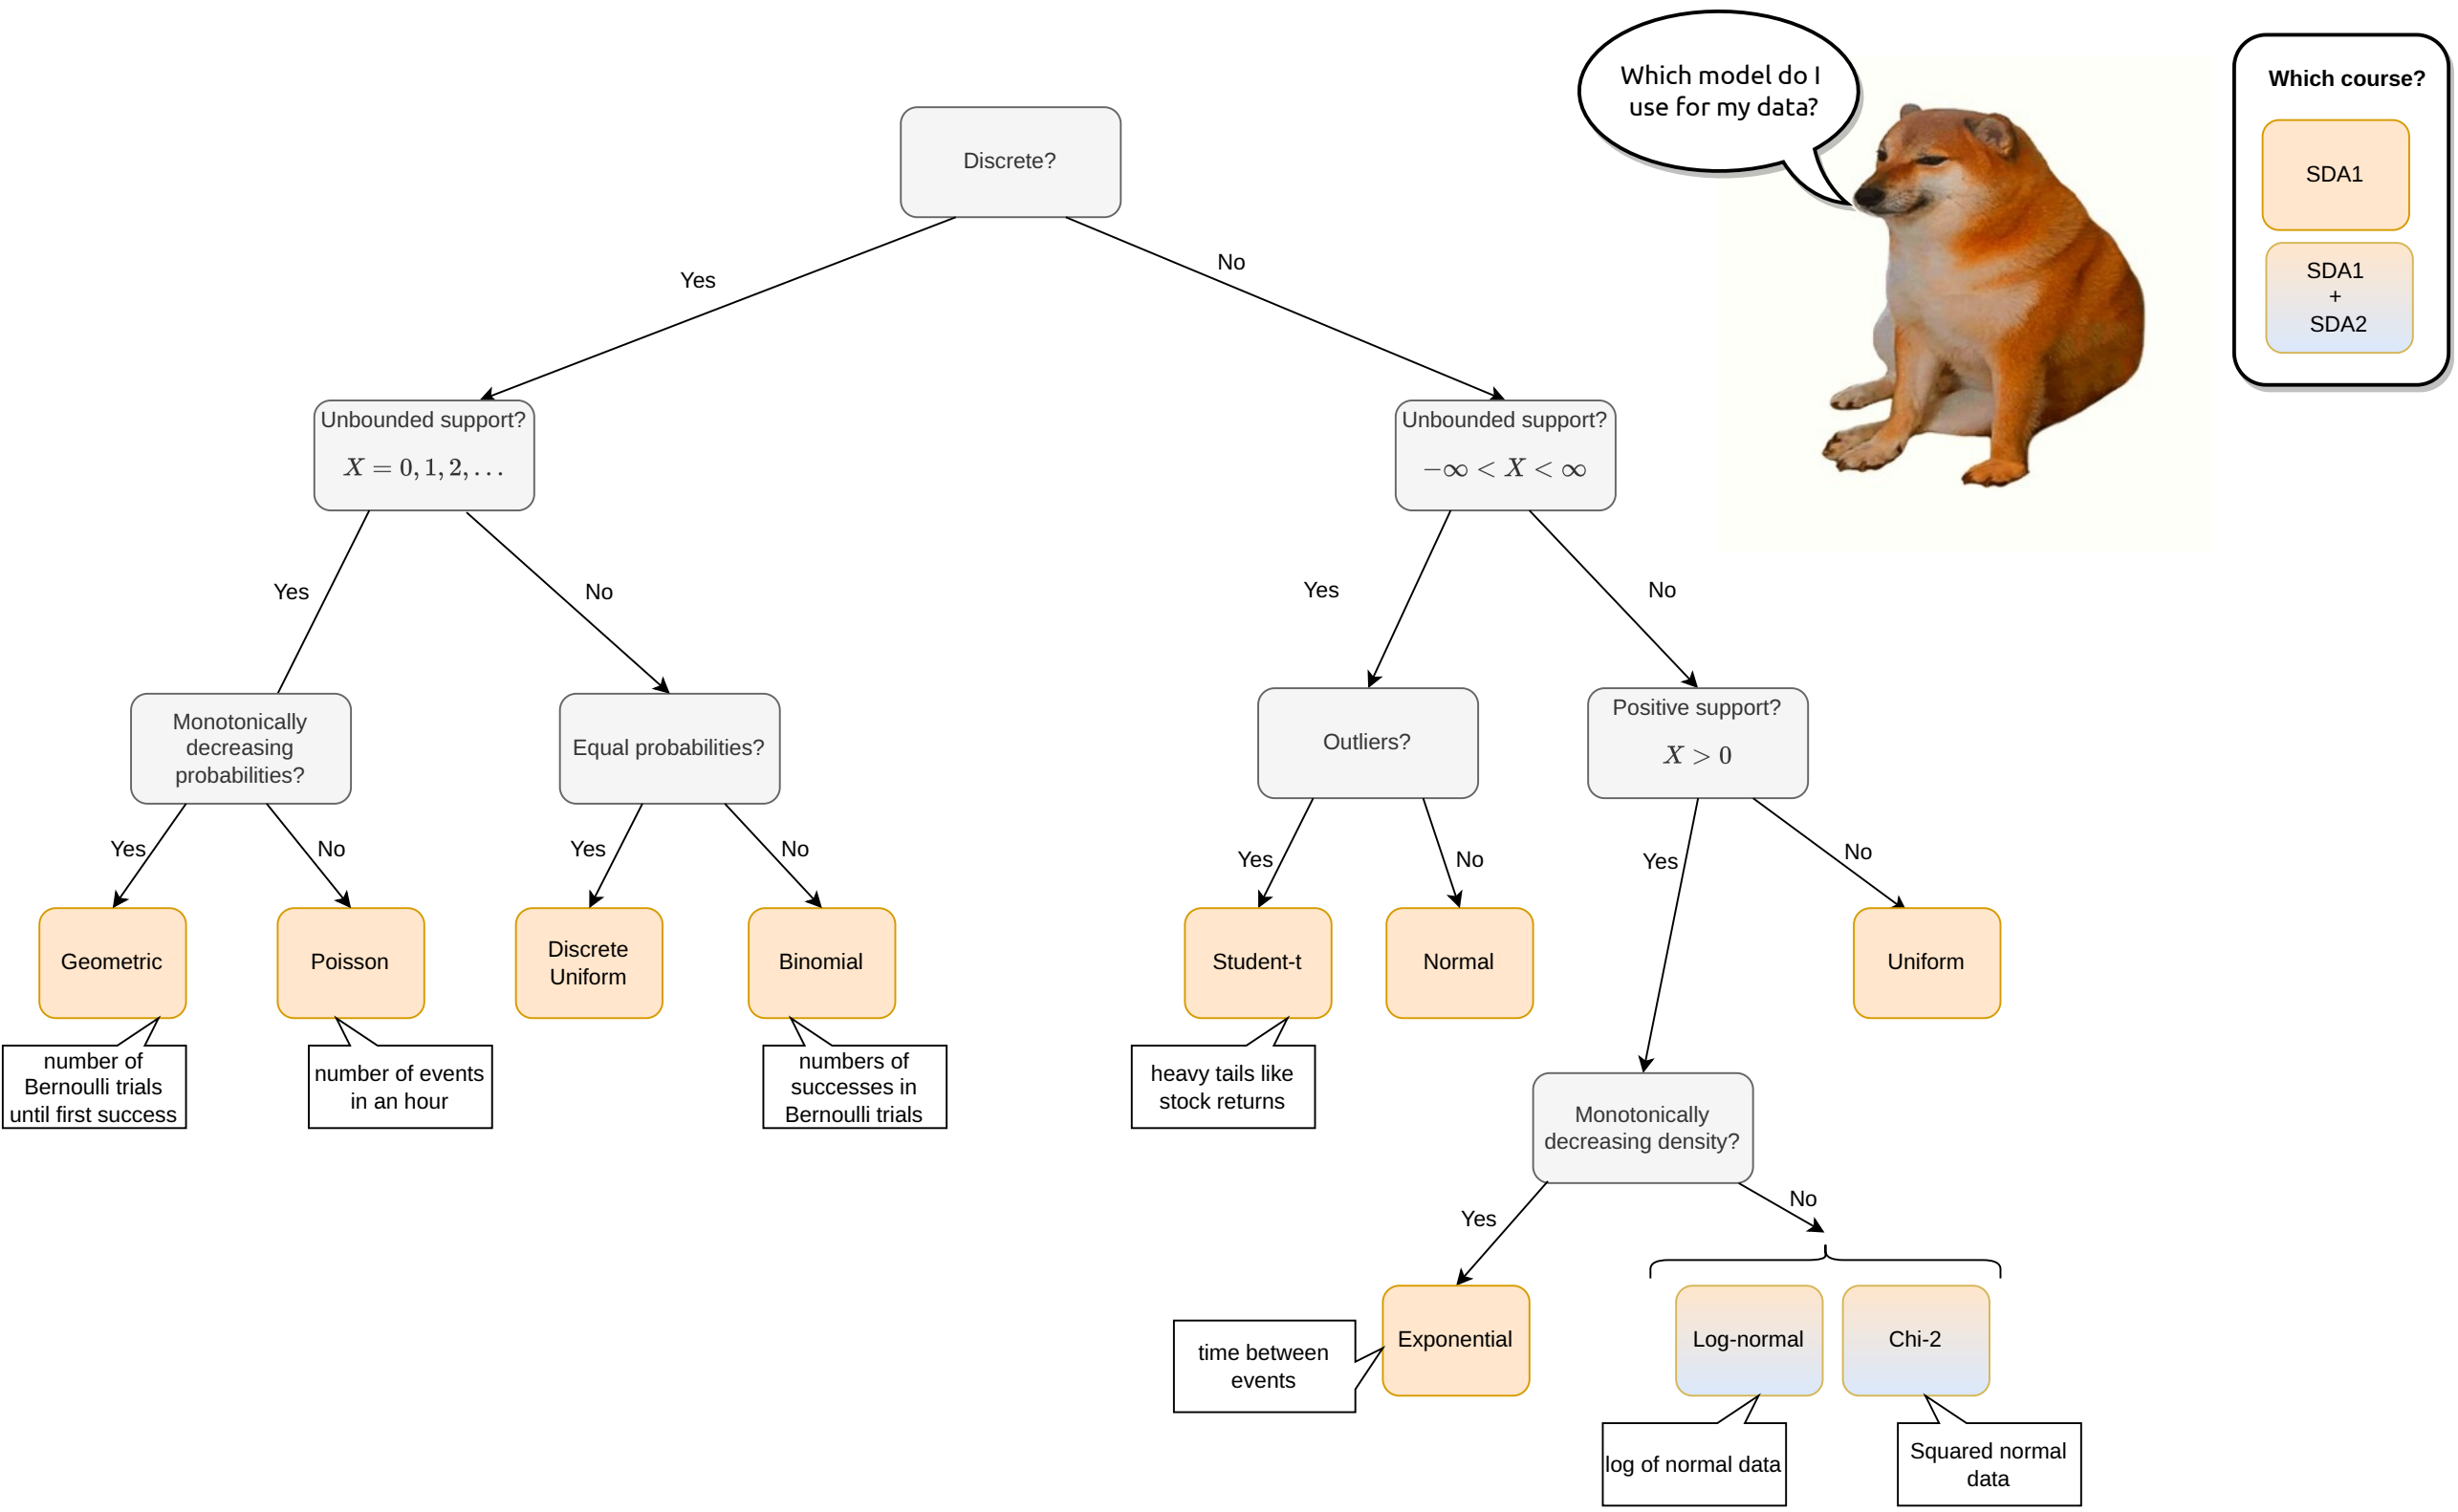 Which model do I
use for my data?
Which course?
SDA1
SDA1
+
SDA2
Discrete?
Yes
No
Unbounded support?
X = 0, 1, 2, . . .
Unbounded support?
−∞ < X < ∞
Yes
No
Yes
No
Monotonically
decreasing
probabilities?
Equal probabilities?
Outliers?
Positive support?
X > 0
Yes
No
Yes
No
Yes
No
Yes
No
Geometric
Poisson
Discrete
Uniform
Binomial
Student-t
Normal
Uniform
number of
Bernoulli trials
until first success
number of events
in an hour
numbers of
successes in
Bernoulli trials
heavy tails like
stock returns
Monotonically
decreasing density?
Yes
No
Exponential
Log-normal
Chi-2
time between
events
log of normal data
Squared normal
data